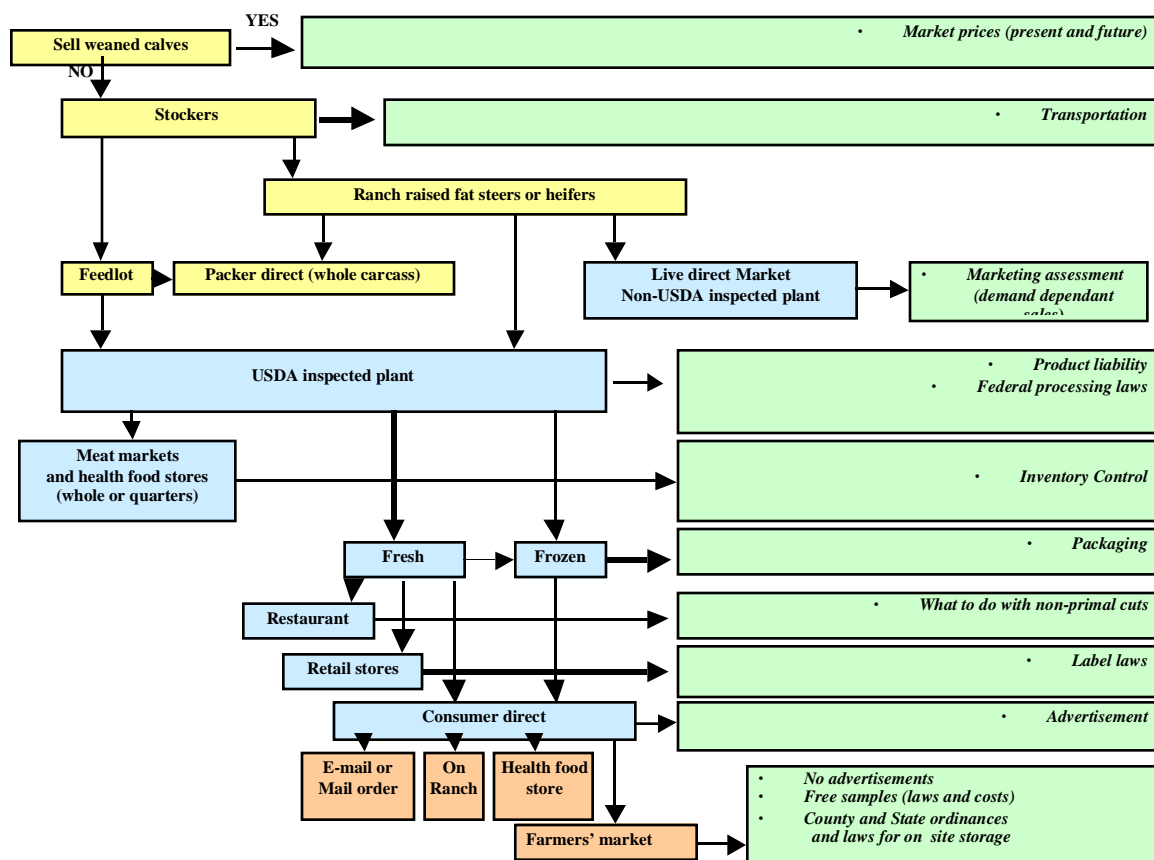 YES
Sell weaned calves
• Market prices (present and future)
NO
Stockers
• Transportation
Ranch raised fat steers or heifers
Feedlot
Packer direct (whole carcass)
Live direct Market
Non-USDA inspected plant
• Marketing assessment
(demand dependant
sales)
USDA inspected plant
• Product liability
• Federal processing laws
Meat markets
and health food stores
(whole or quarters)
• Inventory Control
Fresh
Frozen
• Packaging
Restaurant
• What to do with non-primal cuts
Retail stores
• Label laws
Consumer direct
• Advertisement
E-mail or
Mail order
On
Ranch
Health food
store
Farmers’ market
• No advertisements
• Free samples (laws and costs)
• County and State ordinances
and laws for on site storage